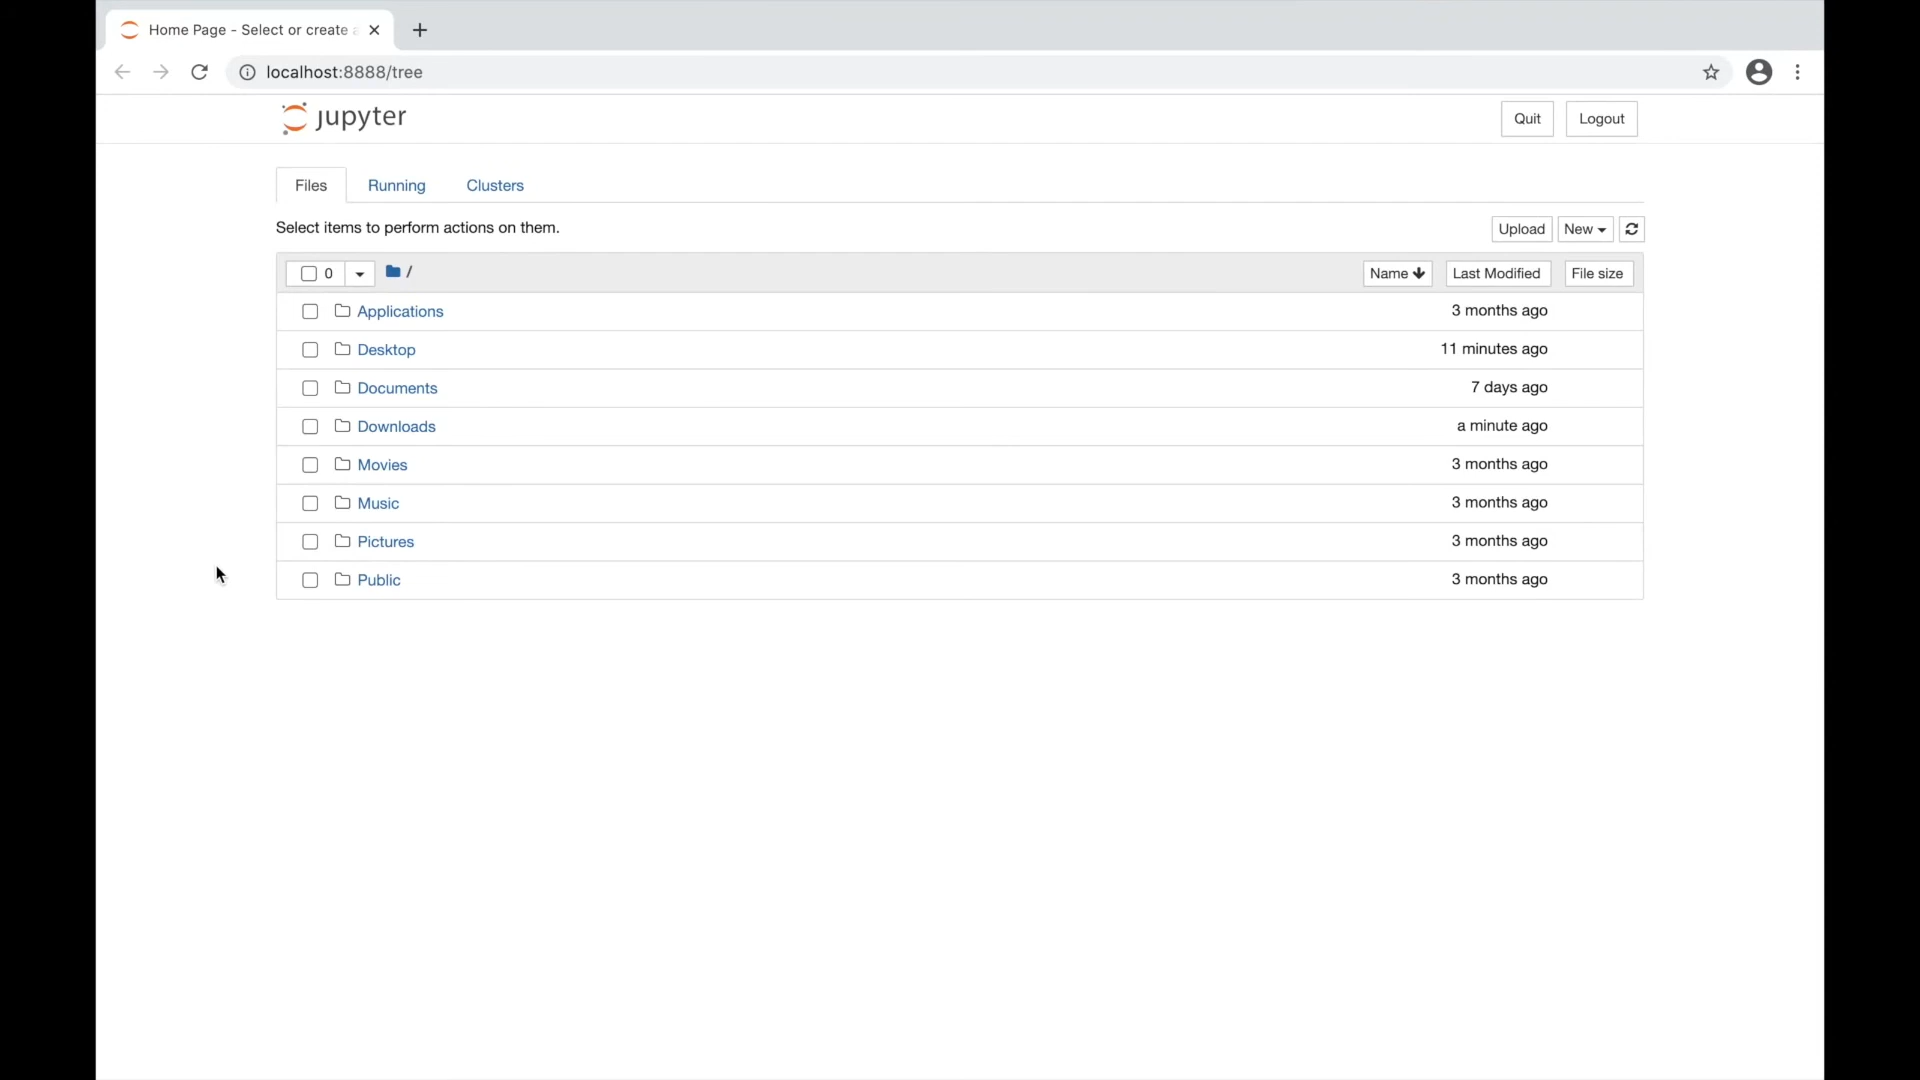 Home Page - Select or create a
localhost:8888/tree
jupyter
Quit
Logout
Files
Running
Clusters
Select items to perform actions on them.
Upload
New
0
/
Name
Last Modified
File size
Applications
3 months ago
Desktop
11 minutes ago
Documents
7 days ago
Downloads
a minute ago
Movies
3 months ago
Music
3 months ago
Pictures
3 months ago
Public
3 months ago